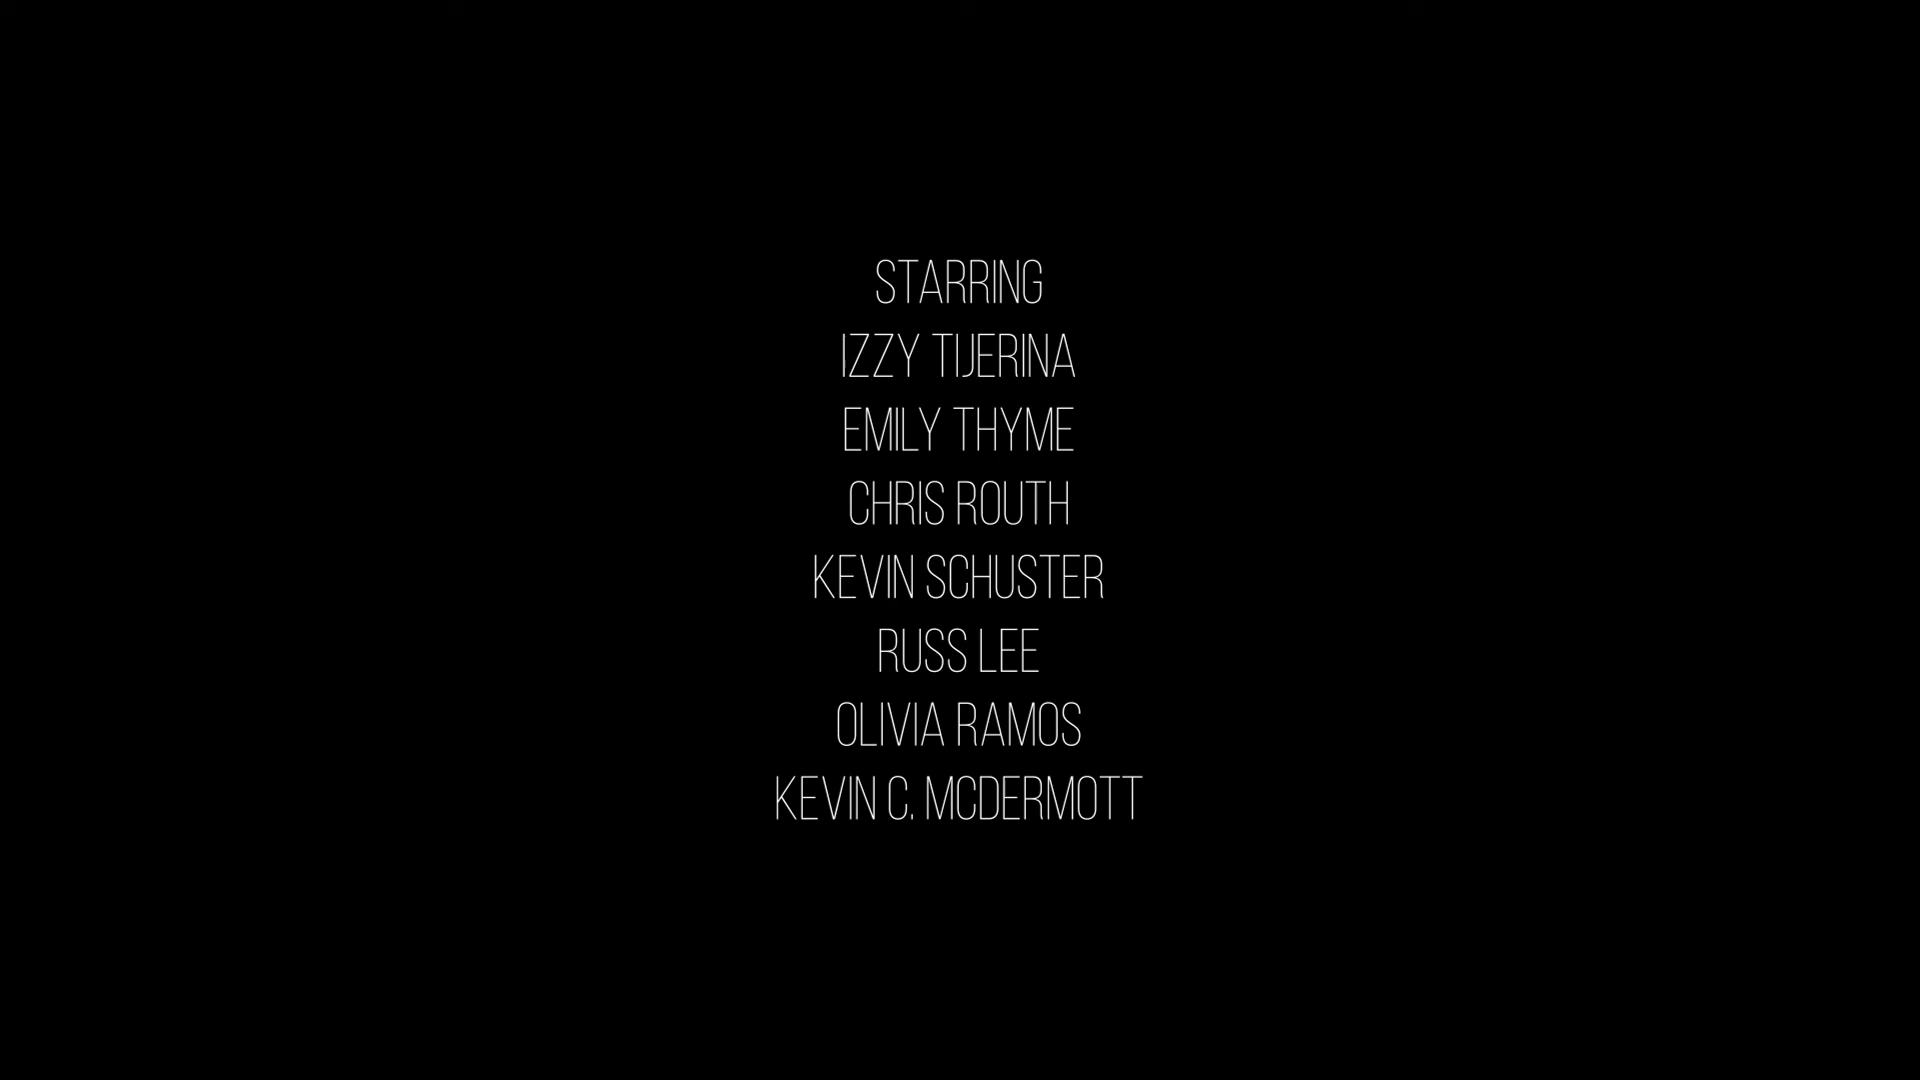 STARRING
IZZY TIJERINA
EMILY THYME
CHRIS ROUTH
KEVIN SCHUSTER
RUSS LEE
OLIVIA RAMOS
KEVIN C. MCDERMOTT